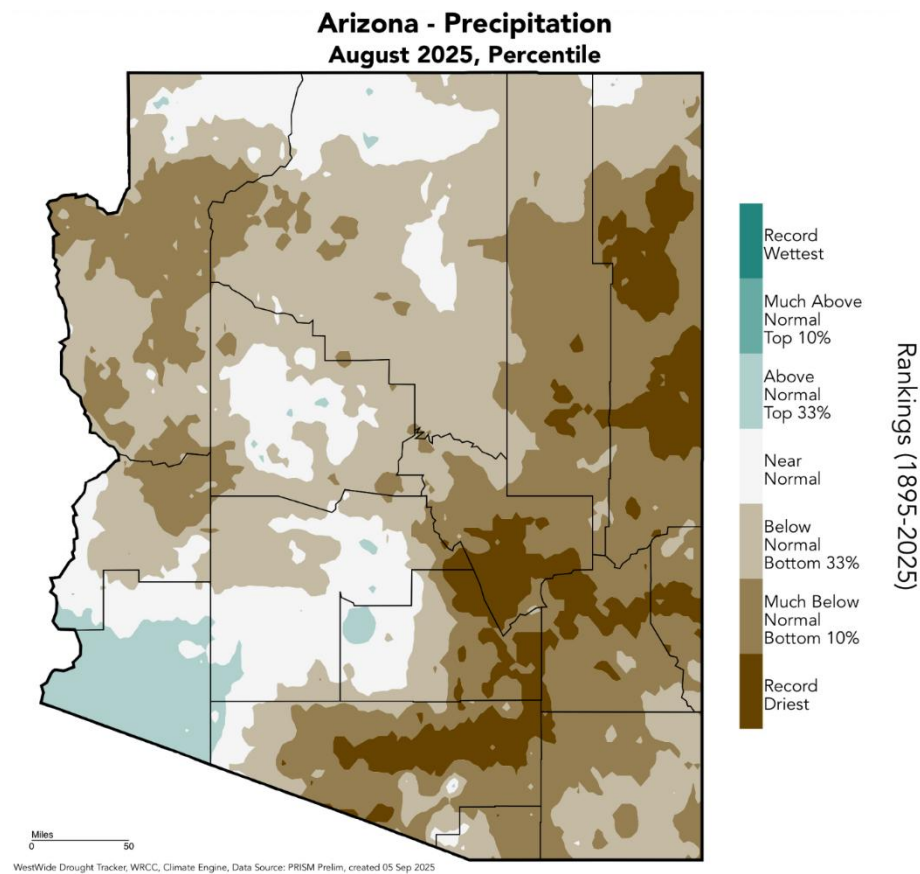 Arizona - Precipitation
August 2025, Percentile
Record
Wettest
Much Above
Normal
Top 10%
Above
Normal
Top 33%
Near
Normal
Below
Normal
Bottom 33%
Much Below
Normal
Bottom 10%
Record
Driest
Rankings (1895-2025)
Miles
0 50
WestWide Drought Tracker, WRCC, Climate Engine, Data Source: PRISM Prelim, created 05 Sep 2025